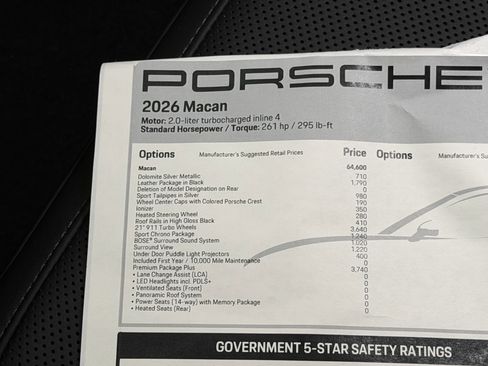 PORSCHE
2026 Macan
Motor: 2.0-liter turbocharged inline 4
Standard Horsepower / Torque: 261 hp / 295 lb-ft
Options Manufacturer's Suggested Retail Prices Price Options Manufacturer's Sugg
Macan 64,600
Dolomite Silver Metallic 710
Leather Package in Black 1,790
Deletion of Model Designation on Rear 0
Sport Tailpipes in Silver 980
Wheel Center Caps with Colored Porsche Crest 190
Ionizer 350
Heated Steering Wheel 280
Roof Rails in High Gloss Black 410
21" 911 Turbo Wheels 3,640
Sport Chrono Package 1,240
BOSE® Surround Sound System 1,020
Surround View 1,220
Under Door Puddle Light Projectors 400
Included First Year / 10,000 Mile Maintenance 0
Premium Package Plus 3,740
• Lane Change Assist (LCA) 0
• LED Headlights incl. PDLS+ 0
• Ventilated Seats (Front) 0
• Panoramic Roof System 0
• Power Seats (14-way) with Memory Package 0
• Heated Seats (Rear) 0
GOVERNMENT 5-STAR SAFETY RATINGS